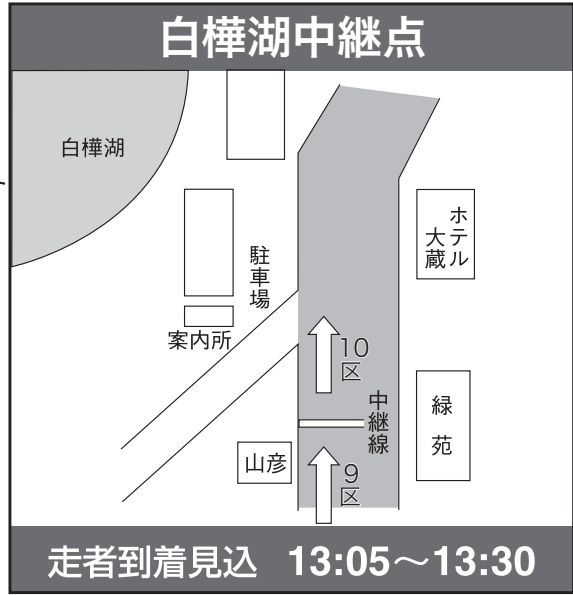 白樺湖中継点
白樺湖
ホテル
大蔵
駐車場
案内所
10
区
中継線
緑苑
山彦
9
区
走者到着見込 13:05〜13:30